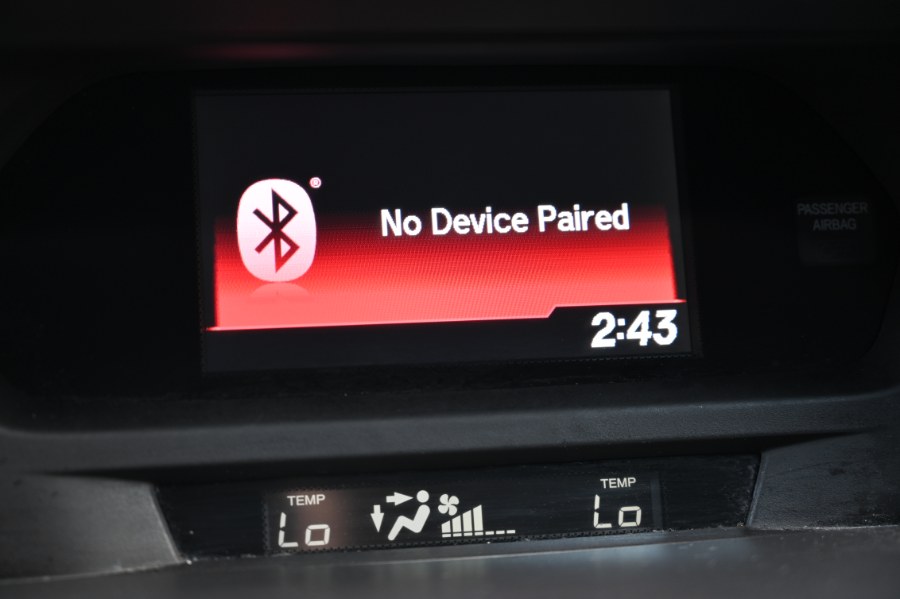 ®
No Device Paired
PASSENGER
AIRBAG
2:43
TEMP
Lo
TEMP
Lo